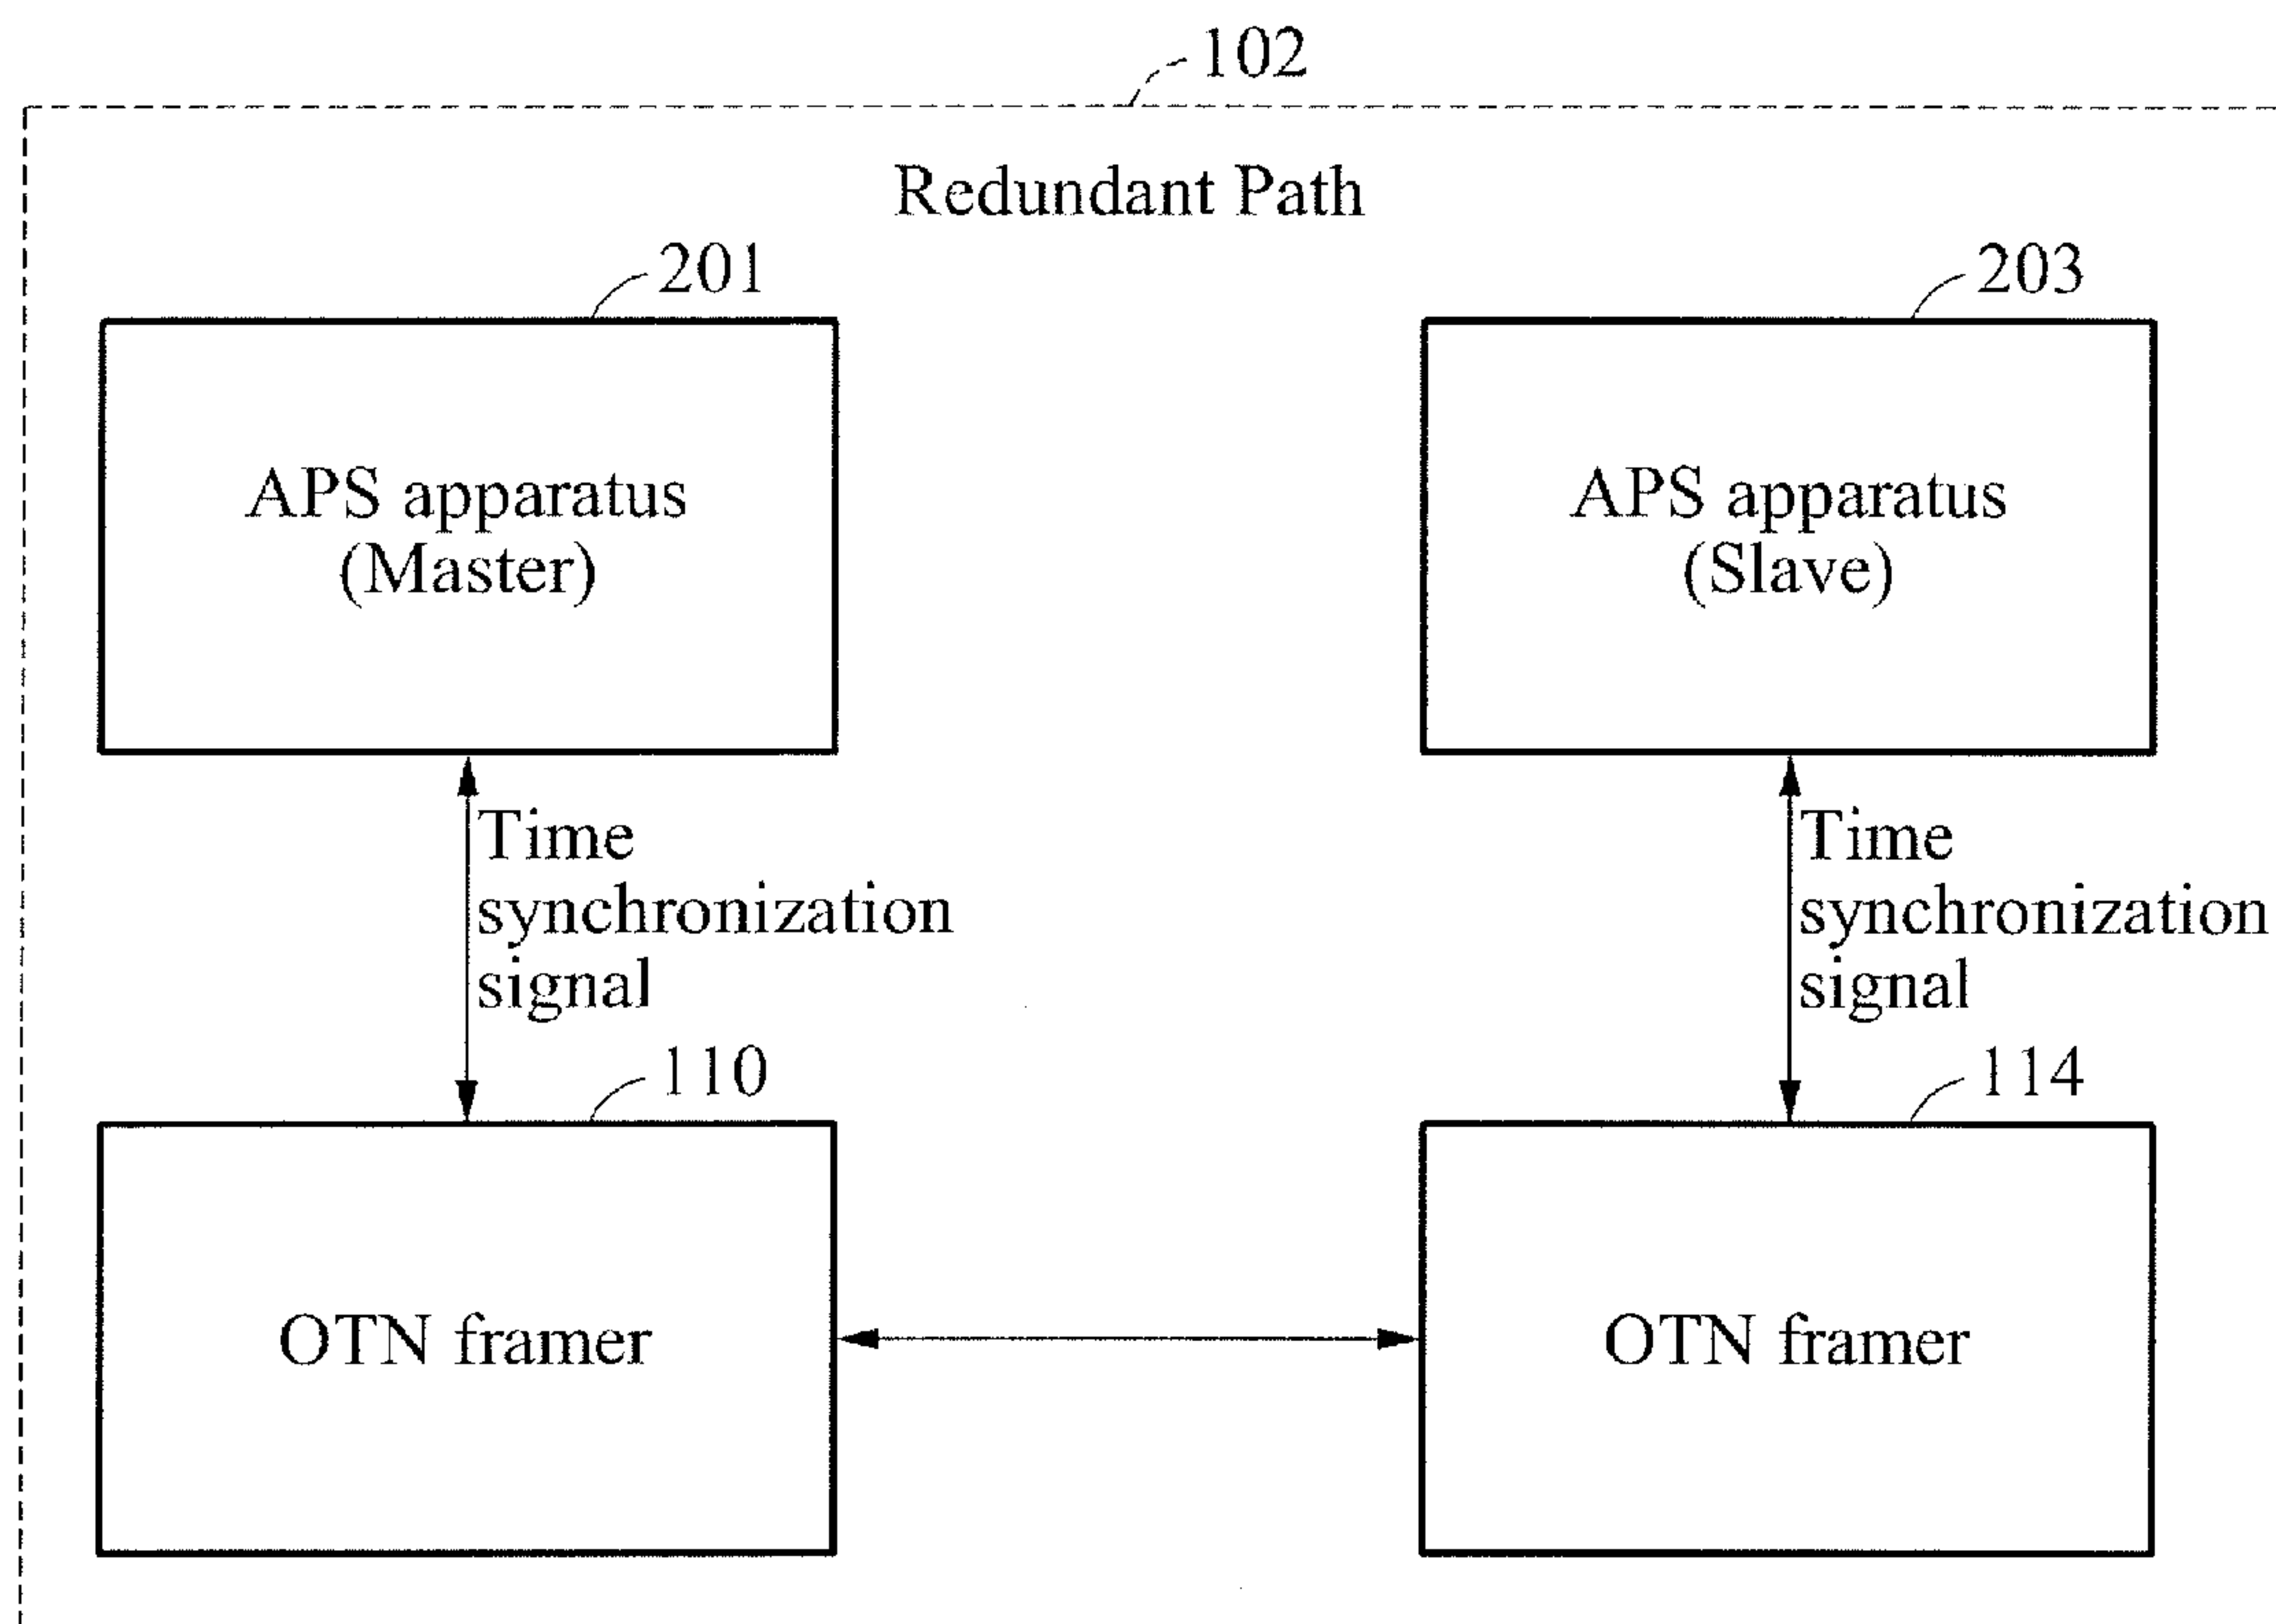 102
Redundant Path
201
203
APS apparatus
(Master)
APS apparatus
(Slave)
Time
synchronization
signal
Time
synchronization
signal
110
114
OTN framer
OTN framer